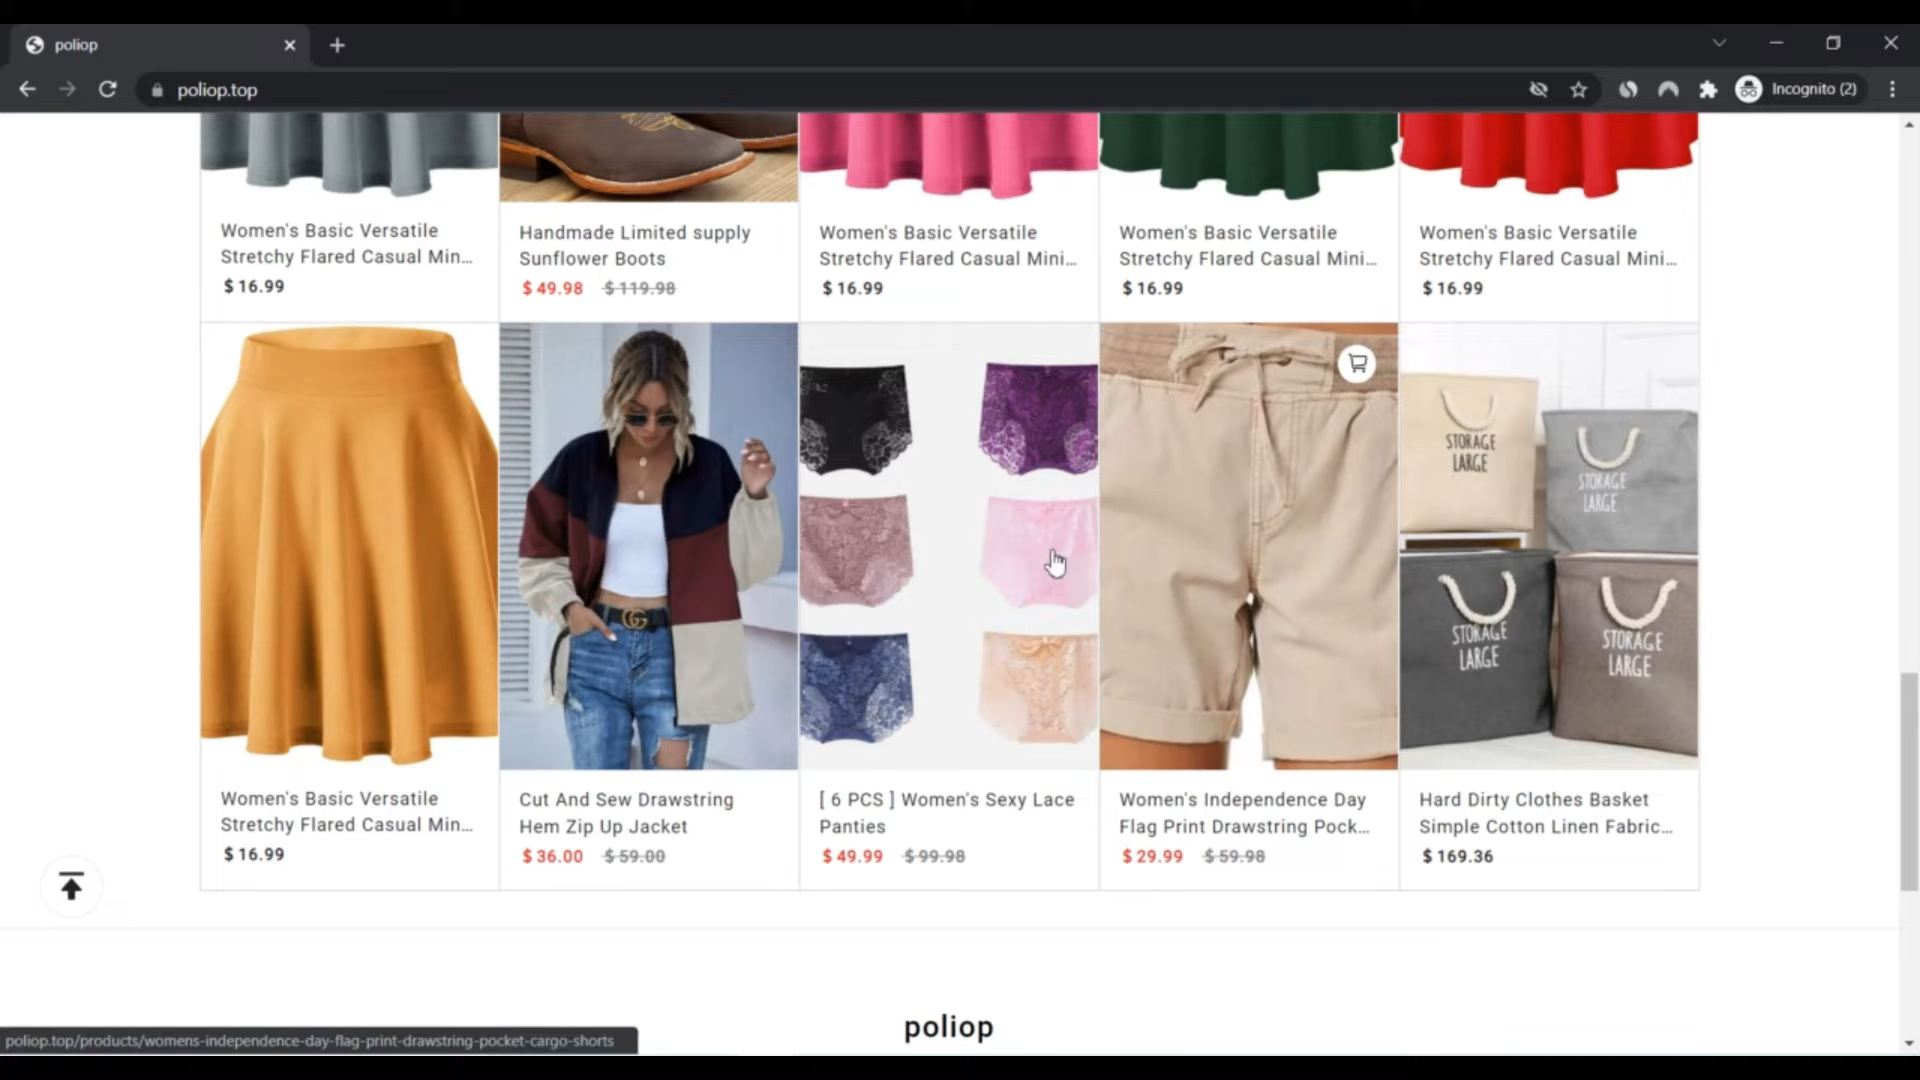 poliop
poliop.top
Incognito (2)
Women's Basic Versatile
Stretchy Flared Casual Min...
$ 16.99
Handmade Limited supply
Sunflower Boots
$ 49.98 $ 119.98
Women's Basic Versatile
Stretchy Flared Casual Mini...
$ 16.99
Women's Basic Versatile
Stretchy Flared Casual Mini...
$ 16.99
Women's Basic Versatile
Stretchy Flared Casual Mini...
$ 16.99
STORAGE
LARGE
STORAGE
LARGE
STORAGE
LARGE
STORAGE
LARGE
Women's Basic Versatile
Stretchy Flared Casual Min...
$ 16.99
Cut And Sew Drawstring
Hem Zip Up Jacket
$ 36.00 $ 59.00
[ 6 PCS ] Women's Sexy Lace
Panties
$ 49.99 $ 99.98
Women's Independence Day
Flag Print Drawstring Pock...
$ 29.99 $ 59.98
Hard Dirty Clothes Basket
Simple Cotton Linen Fabric...
$ 169.36
poliop
poliop.top/products/womens-independence-day-flag-print-drawstring-pocket-cargo-shorts